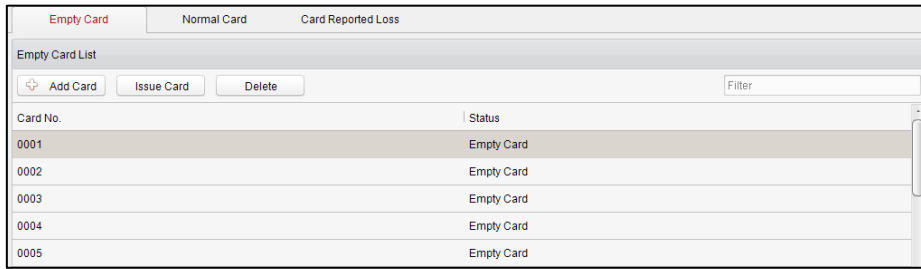 Empty Card Normal Card Card Reported Loss
Empty Card List
Add Card Issue Card Delete Filter
Card No. Status
0001 Empty Card
0002 Empty Card
0003 Empty Card
0004 Empty Card
0005 Empty Card